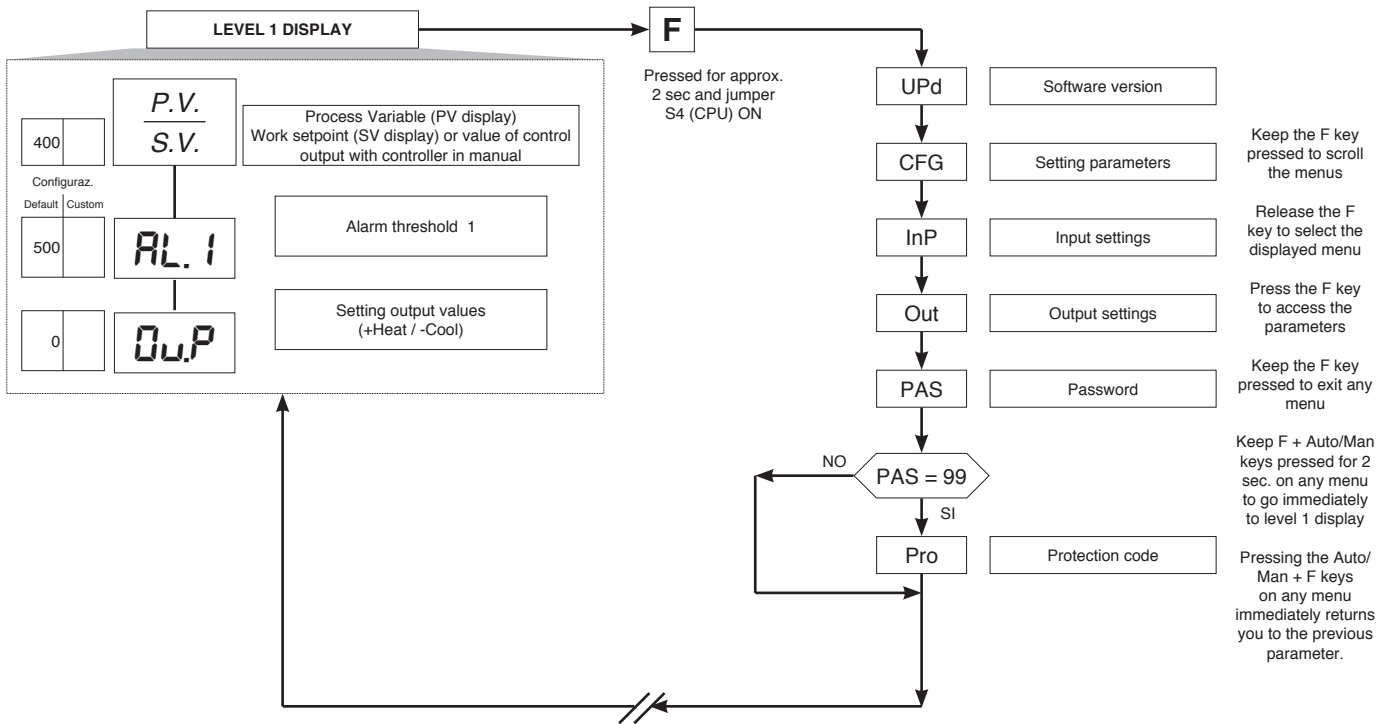 LEVEL 1 DISPLAY
P.V.
S.V.
400
Process Variable (PV display)
Work setpoint (SV display) or value of control
output with controller in manual
Configuraz.
Default Custom
500
AL. 1
Alarm threshold 1
0
Ou.P
Setting output values
(+Heat / -Cool)
F
Pressed for approx.
2 sec and jumper
S4 (CPU) ON
UPd
Software version
CFG
Setting parameters
InP
Input settings
Out
Output settings
PAS
Password
NO
PAS = 99
SI
Pro
Protection code
Keep the F key
pressed to scroll
the menus
Release the F
key to select the
displayed menu
Press the F key
to access the
parameters
Keep the F key
pressed to exit any
menu
Keep F + Auto/Man
keys pressed for 2
sec. on any menu
to go immediately
to level 1 display
Pressing the Auto/
Man + F keys
on any menu
immediately returns
you to the previous
parameter.